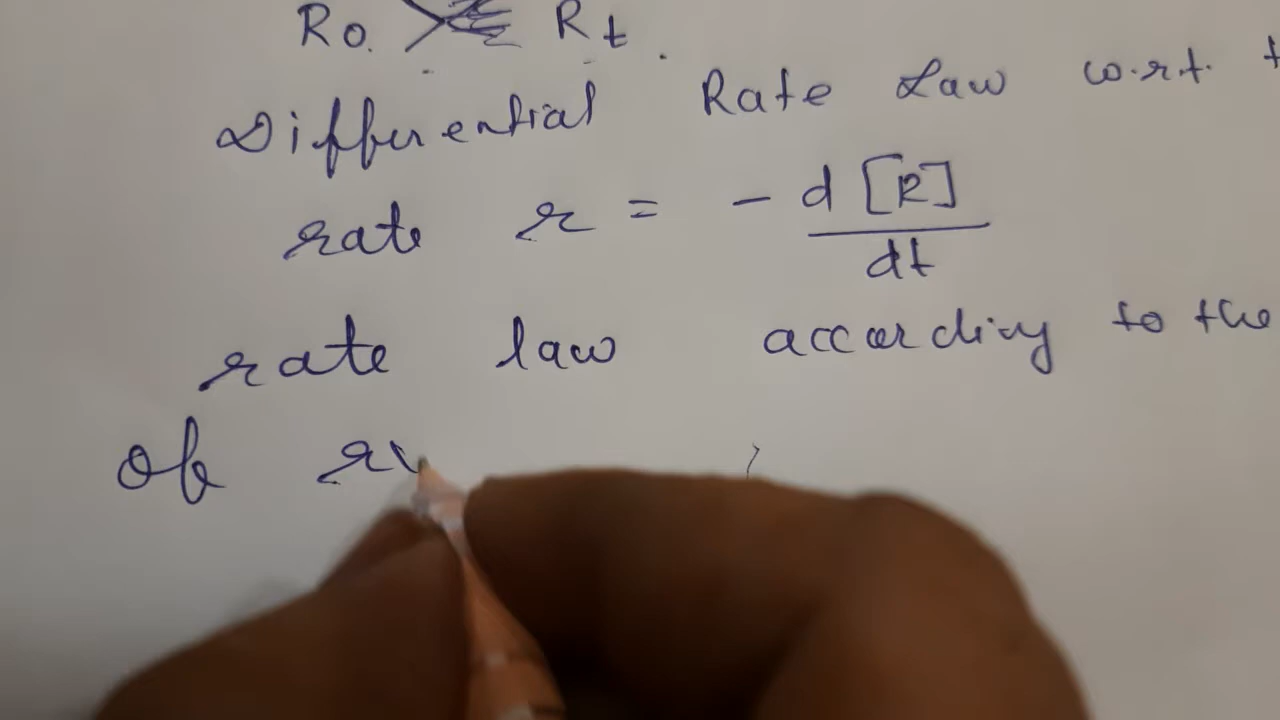 Ro. > Rt.
Differential Rate Law w.r.t. t
rate r = - d[R]/dt
rate law according to the
of